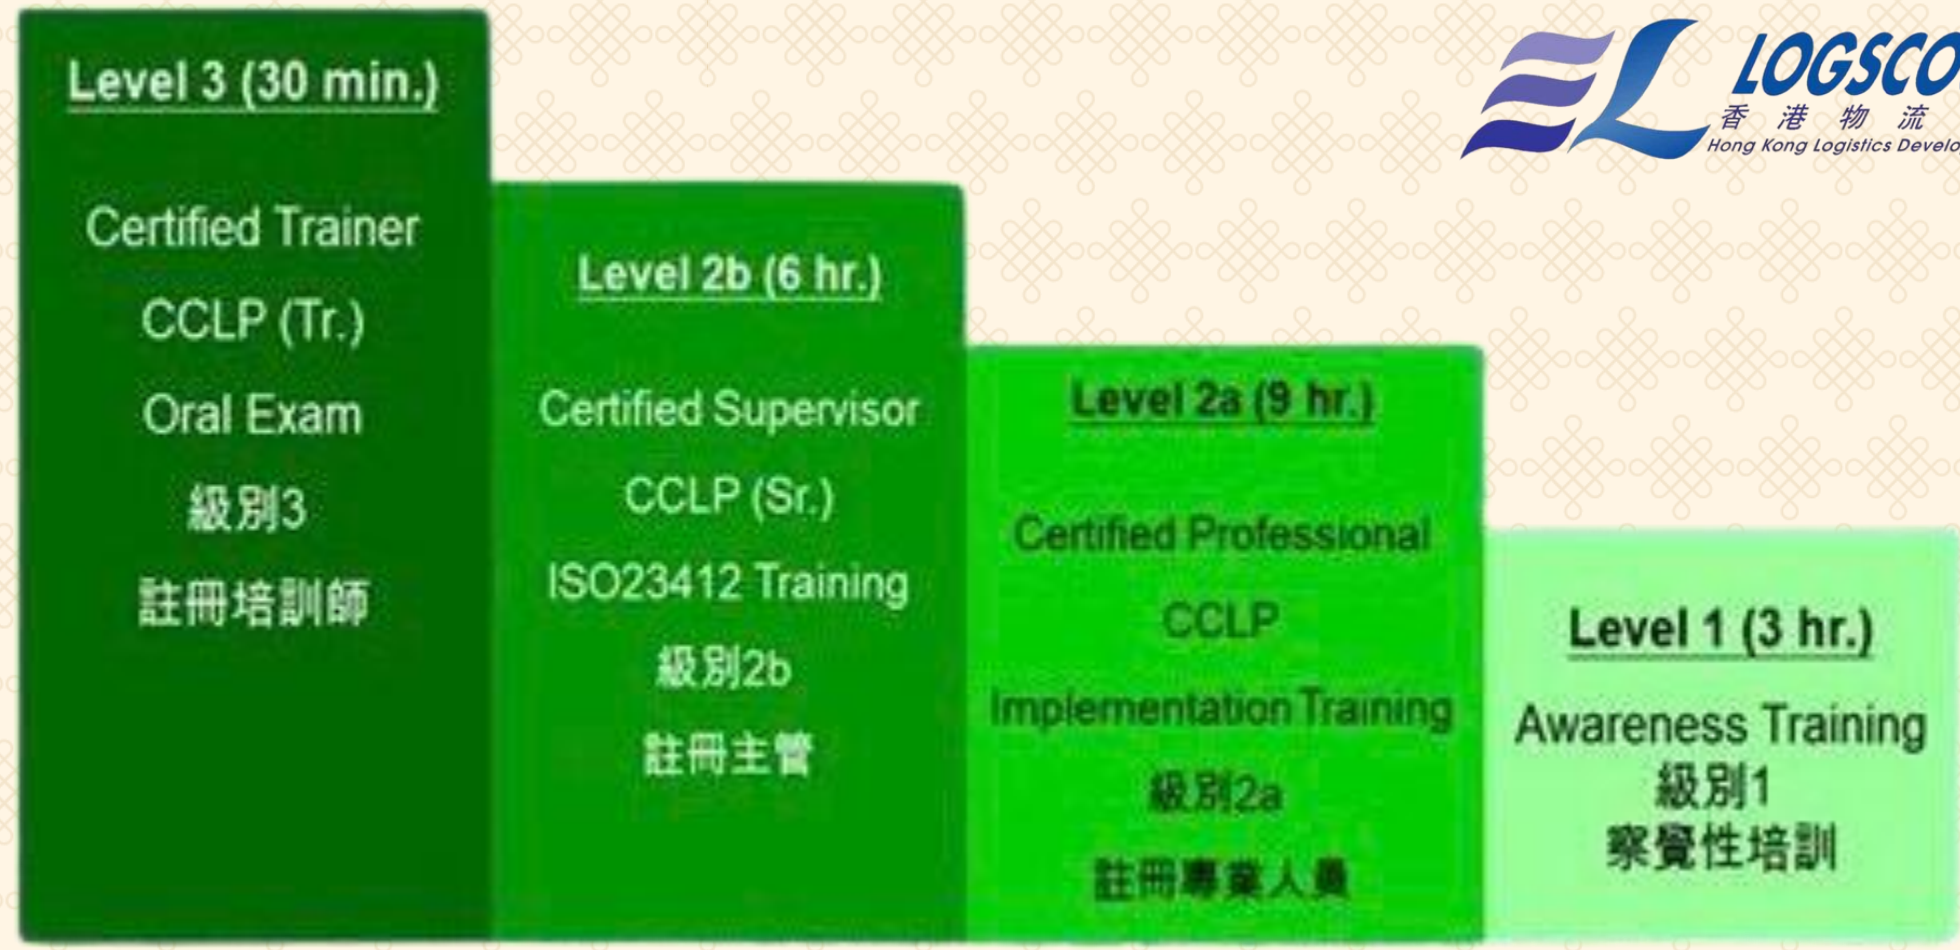 Level 3 (30 min.)
Certified Trainer
CCLP (Tr.)
Oral Exam
級別3
註冊培訓師
Level 2b (6 hr.)
Certified Supervisor
CCLP (Sr.)
ISO23412 Training
級別2b
註冊主管
Level 2a (9 hr.)
Certified Professional
CCLP
Implementation Training
級別2a
註冊專業人員
Level 1 (3 hr.)
Awareness Training
級別1
察覺性培訓
LOGSCO
香港物流
Hong Kong Logistics Develo